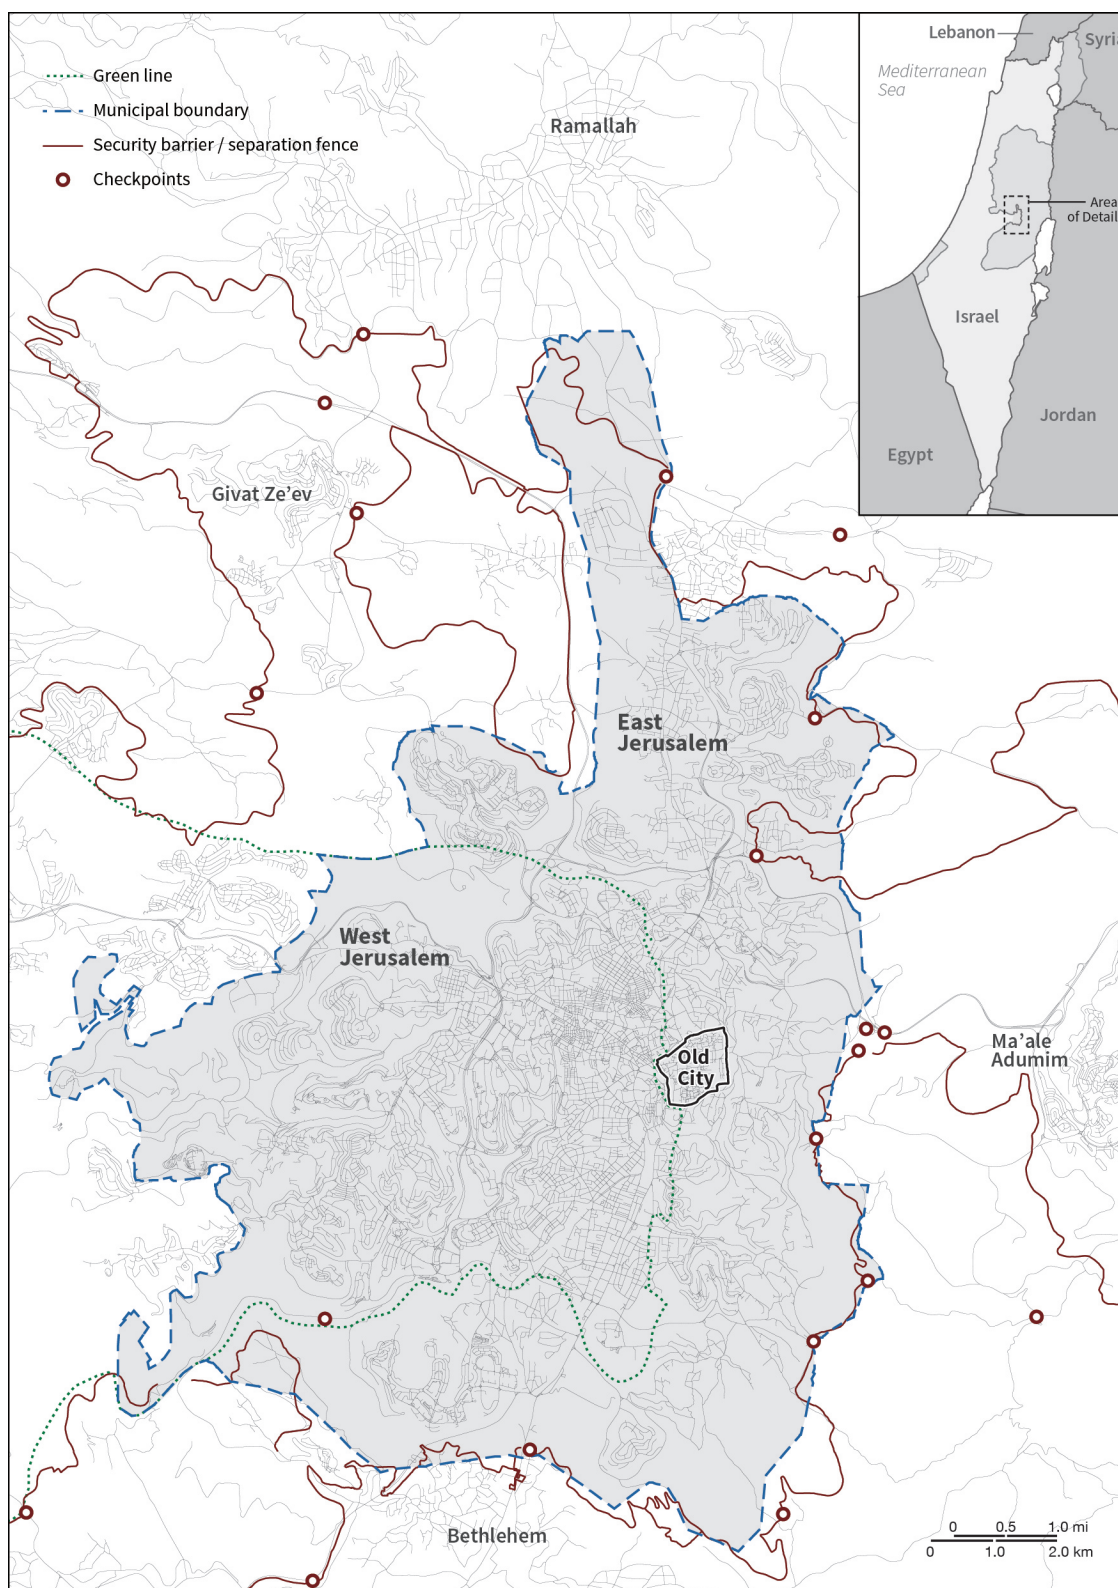 Green line
Municipal boundary
Security barrier / separation fence
Checkpoints
Lebanon
Syria
Mediterranean
Sea
Area
of Detail
Israel
Jordan
Egypt
Ramallah
Givat Ze’ev
East
Jerusalem
West
Jerusalem
Old
City
Ma’ale
Adumim
Bethlehem
0 0.5 1.0 mi
0 1.0 2.0 km